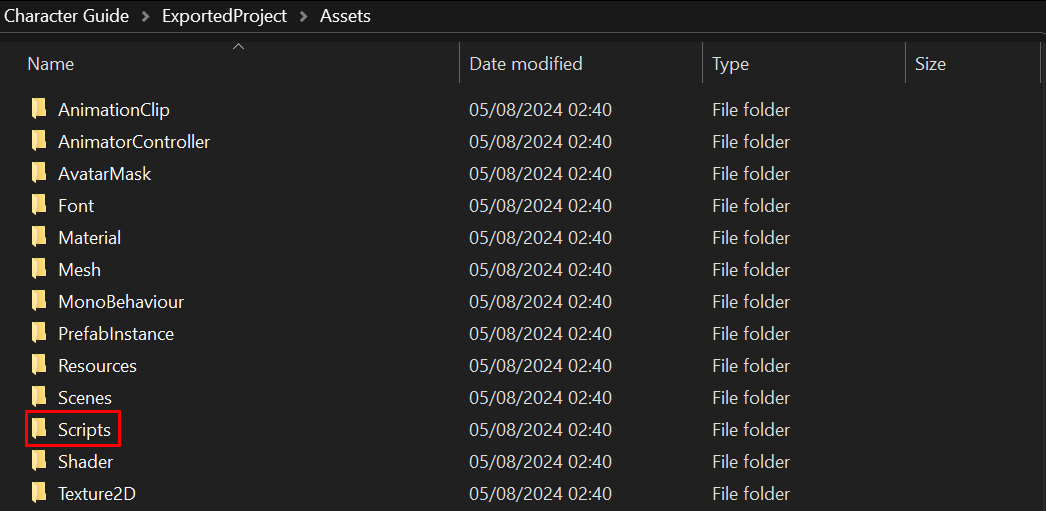 Character Guide > ExportedProject > Assets
Name Date modified Type Size
AnimationClip 05/08/2024 02:40 File folder
AnimatorController 05/08/2024 02:40 File folder
AvatarMask 05/08/2024 02:40 File folder
Font 05/08/2024 02:40 File folder
Material 05/08/2024 02:40 File folder
Mesh 05/08/2024 02:40 File folder
MonoBehaviour 05/08/2024 02:40 File folder
PrefabInstance 05/08/2024 02:40 File folder
Resources 05/08/2024 02:40 File folder
Scenes 05/08/2024 02:40 File folder
Scripts 05/08/2024 02:40 File folder
Shader 05/08/2024 02:40 File folder
Texture2D 05/08/2024 02:40 File folder